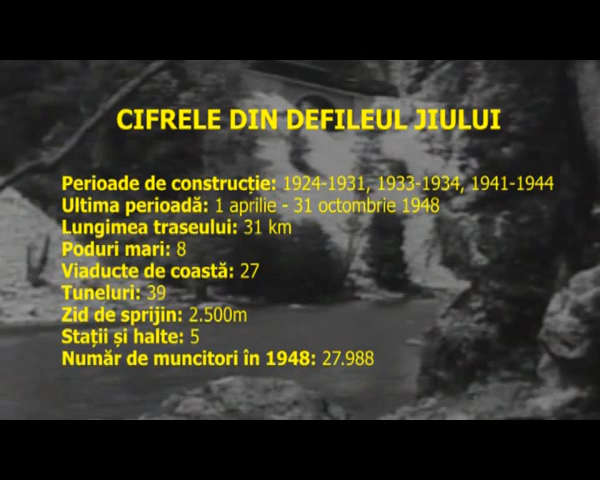 CIFRELE DIN DEFILEUL JIULUI
Perioade de construcție: 1924-1931, 1933-1934, 1941-1944
Ultima perioadă: 1 aprilie - 31 octombrie 1948
Lungimea traseului: 31 km
Poduri mari: 8
Viaducte de coastă: 27
Tuneluri: 39
Zid de sprijin: 2.500m
Stații și halte: 5
Număr de muncitori în 1948: 27.988